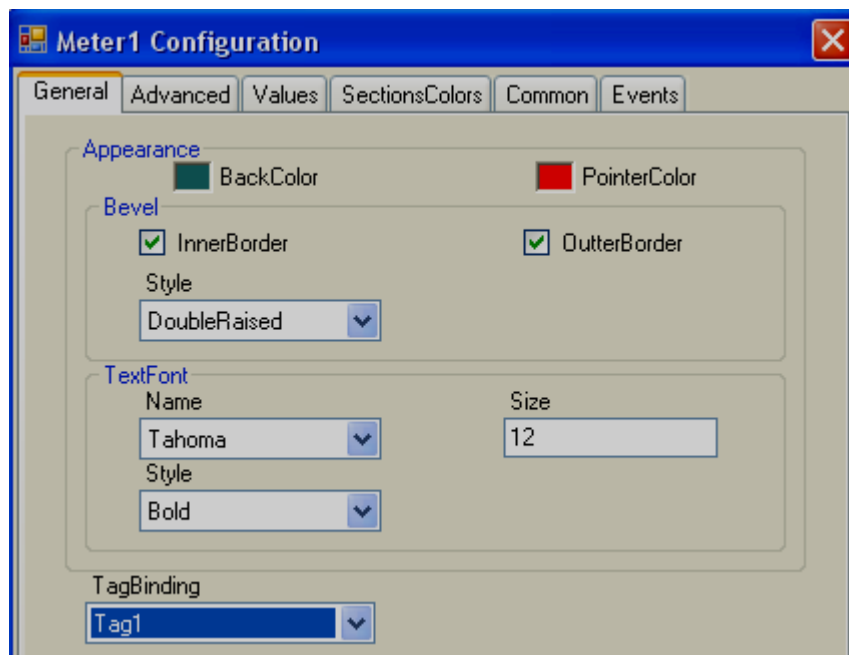 Meter1 Configuration
General Advanced Values SectionsColors Common Events
Appearance
BackColor PointerColor
Bevel
InnerBorder OutterBorder
Style
DoubleRaised
TextFont
Name Size
Tahoma 12
Style
Bold
TagBinding
Tag1